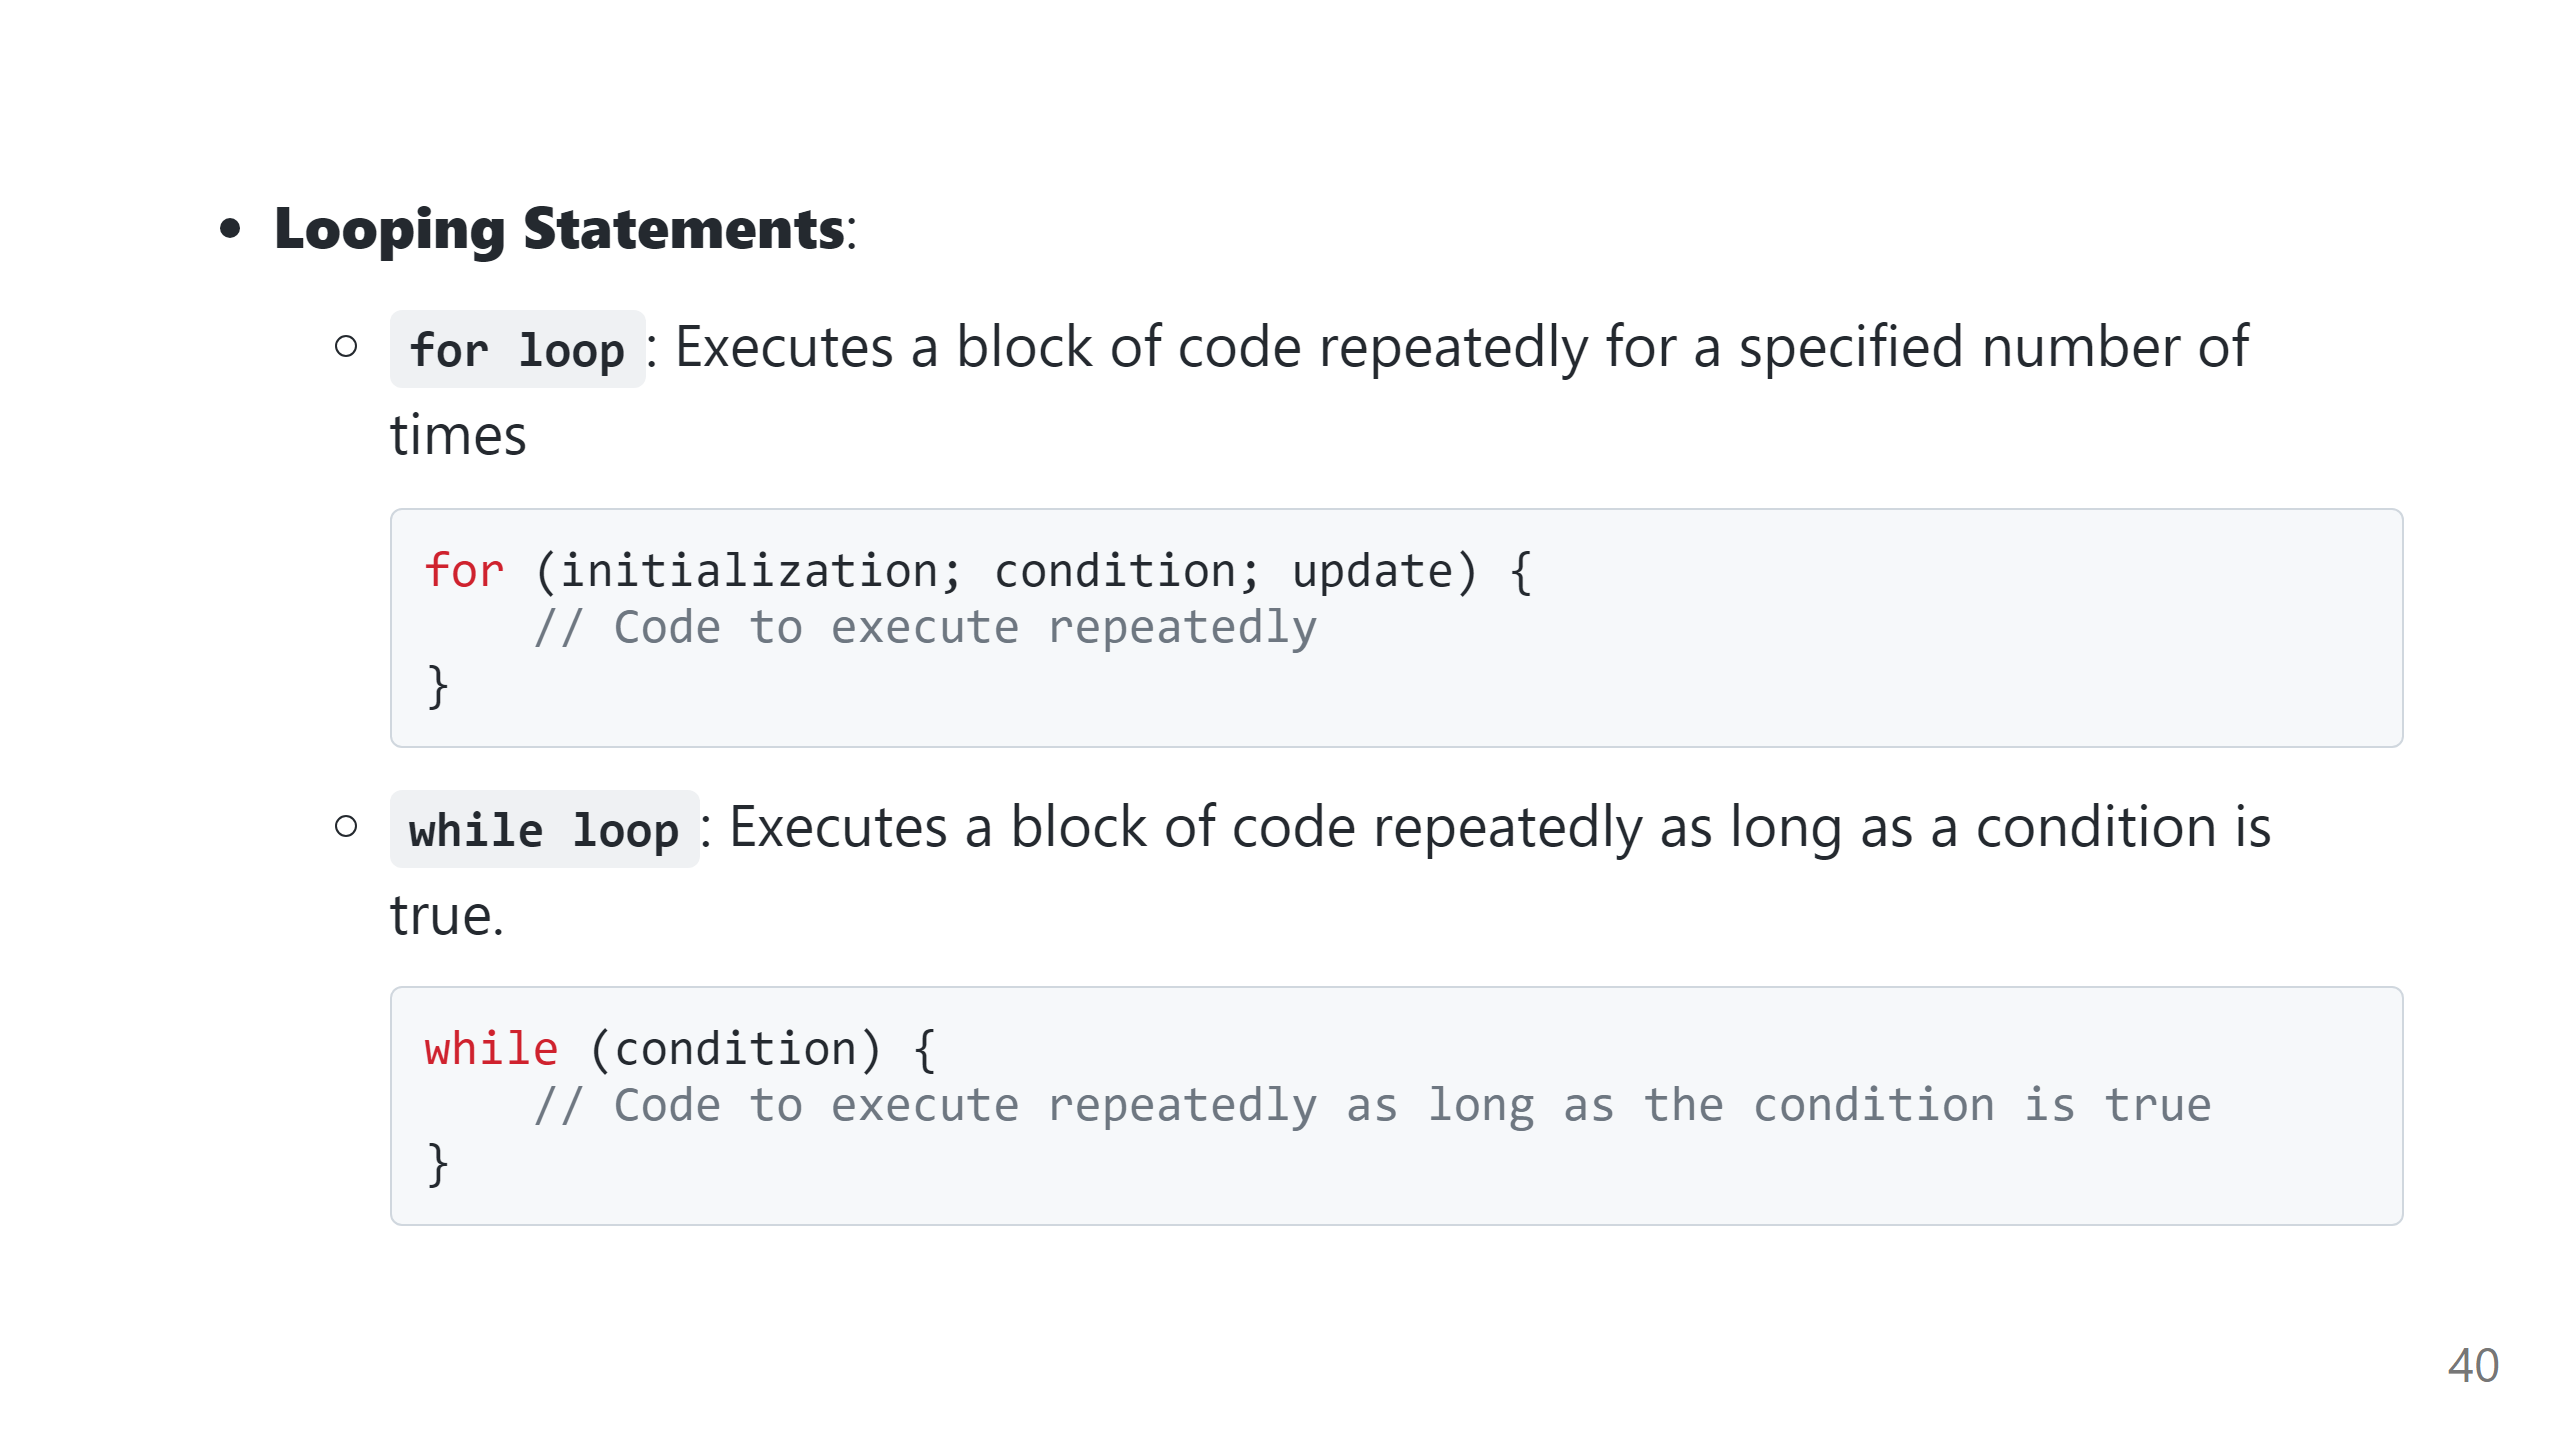 • Looping Statements:
○ for loop: Executes a block of code repeatedly for a specified number of
times
for (initialization; condition; update) {
    // Code to execute repeatedly
}
○ while loop: Executes a block of code repeatedly as long as a condition is
true.
while (condition) {
    // Code to execute repeatedly as long as the condition is true
}
40